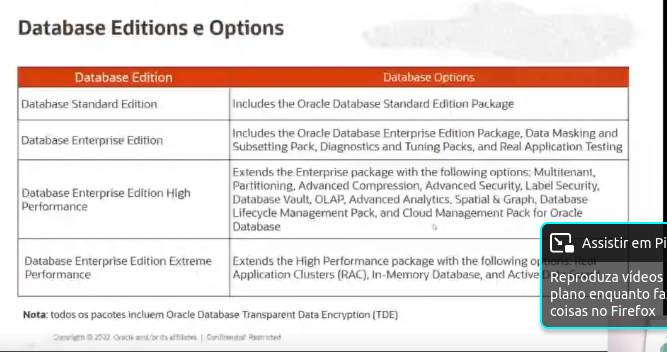 Database Editions e Options
Database Edition
Database Options
Database Standard Edition
Includes the Oracle Database Standard Edition Package
Database Enterprise Edition
Includes the Oracle Database Enterprise Edition Package, Data Masking and
Subsetting Pack, Diagnostics and Tuning Packs, and Real Application Testing
Database Enterprise Edition High
Performance
Extends the Enterprise package with the following options: Multitenant,
Partitioning, Advanced Compression, Advanced Security, Label Security,
Database Vault, OLAP, Advanced Analytics, Spatial & Graph, Database
Lifecycle Management Pack, and Cloud Management Pack for Oracle
Database
Database Enterprise Edition Extreme
Performance
Extends the High Performance package with the following options: Real
Application Clusters (RAC), In-Memory Database, and Active
Assistir em Pi
Reproduza vídeos
plano enquanto fa
coisas no Firefox
Nota: todos os pacotes incluem Oracle Database Transparent Data Encryption (TDE)
Copyright © 2022 Oracle and/or its affiliates | Confidential: Restricted